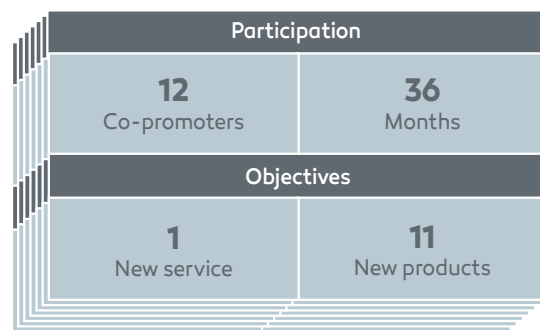 Participation
12 36
Co-promoters Months
Objectives
1 11
New service New products